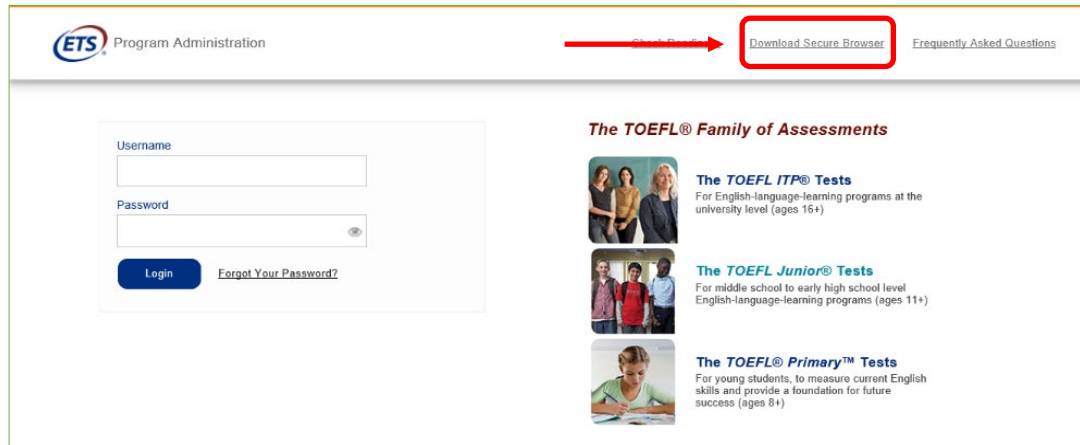 ETS® Program Administration
Download Secure Browser
Frequently Asked Questions
Username
Password
Login
Forgot Your Password?
The TOEFL® Family of Assessments
The TOEFL ITP® Tests
For English-language-learning programs at the
university level (ages 16+)
The TOEFL Junior® Tests
For middle school to early high school level
English-language-learning programs (ages 11+)
The TOEFL® Primary™ Tests
For young students, to measure current English
skills and provide a foundation for future
success (ages 8+)